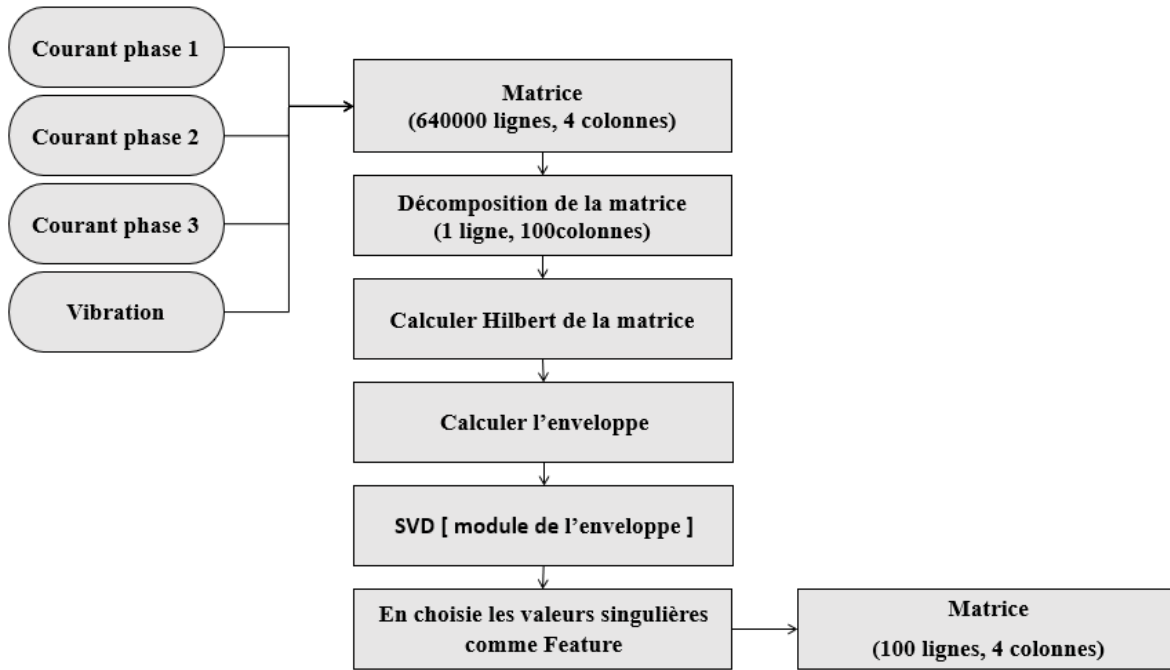 Courant phase 1
Courant phase 2
Courant phase 3
Vibration
Matrice
(640000 lignes, 4 colonnes)
Décomposition de la matrice
(1 ligne, 100colonnes)
Calculer Hilbert de la matrice
Calculer l’enveloppe
SVD [ module de l’enveloppe ]
En choisie les valeurs singulières
comme Feature
Matrice
(100 lignes, 4 colonnes)